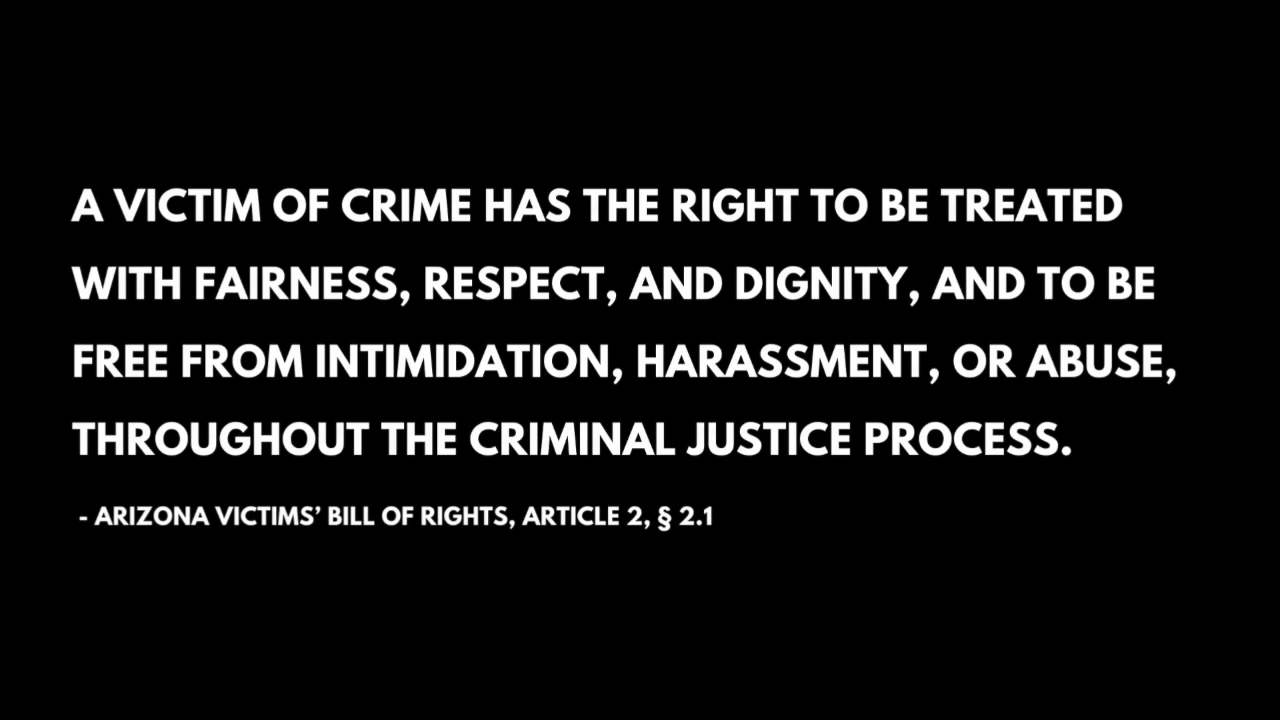 A VICTIM OF CRIME HAS THE RIGHT TO BE TREATED
WITH FAIRNESS, RESPECT, AND DIGNITY, AND TO BE
FREE FROM INTIMIDATION, HARASSMENT, OR ABUSE,
THROUGHOUT THE CRIMINAL JUSTICE PROCESS.
- ARIZONA VICTIMS’ BILL OF RIGHTS, ARTICLE 2, § 2.1